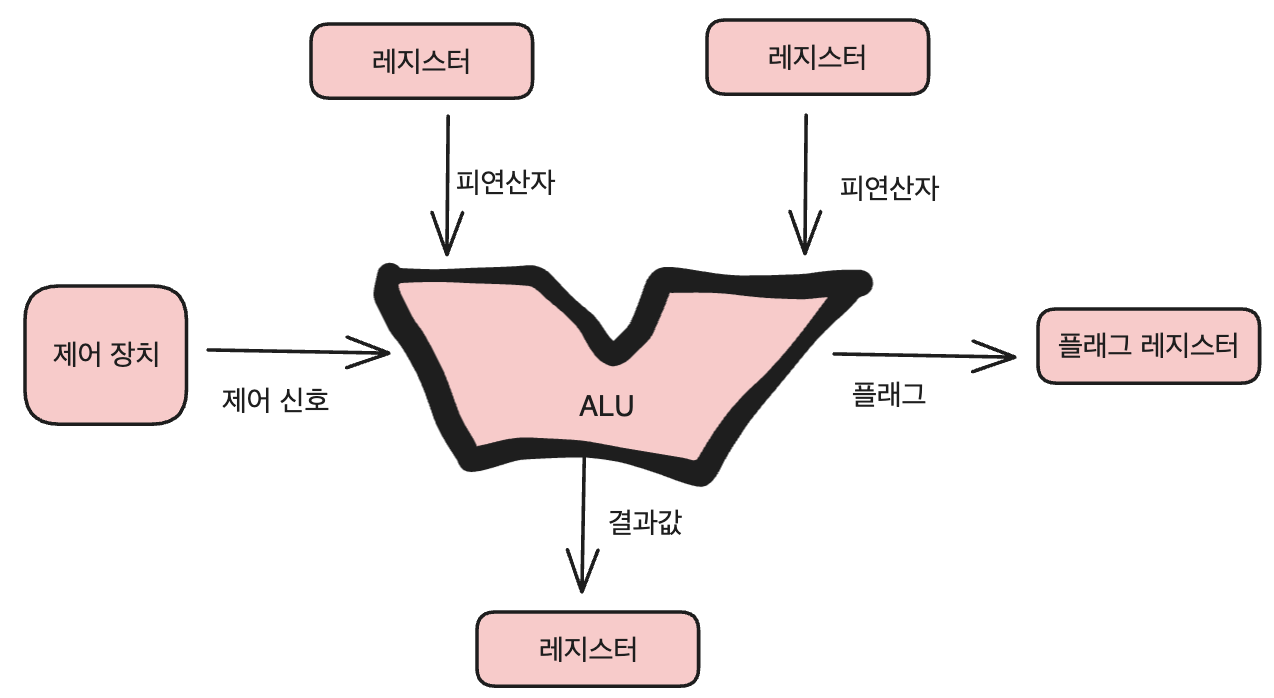 레지스터
레지스터
피연산자
피연산자
제어 장치
제어 신호
ALU
플래그
플래그 레지스터
결과값
레지스터